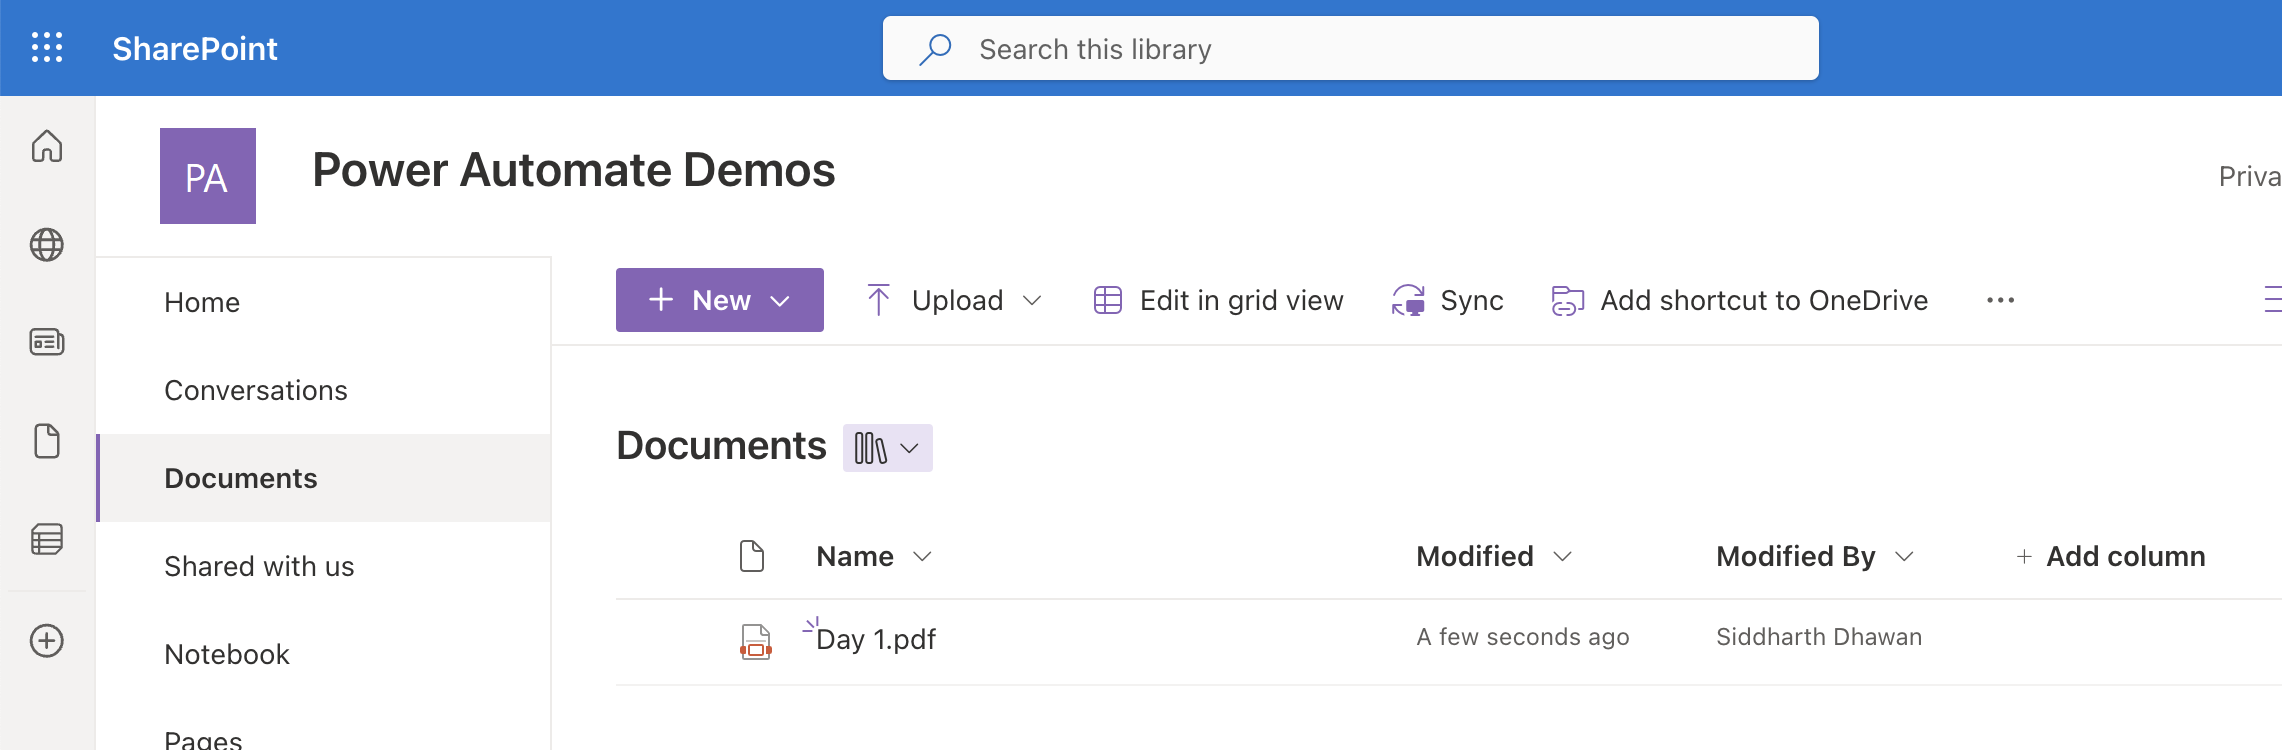 SharePoint
Search this library
PA
Power Automate Demos
Priva
Home
Conversations
Documents
Shared with us
Notebook
Pages
New
Upload
Edit in grid view
Sync
Add shortcut to OneDrive
Documents
Name
Modified
Modified By
+ Add column
Day 1.pdf
A few seconds ago
Siddharth Dhawan